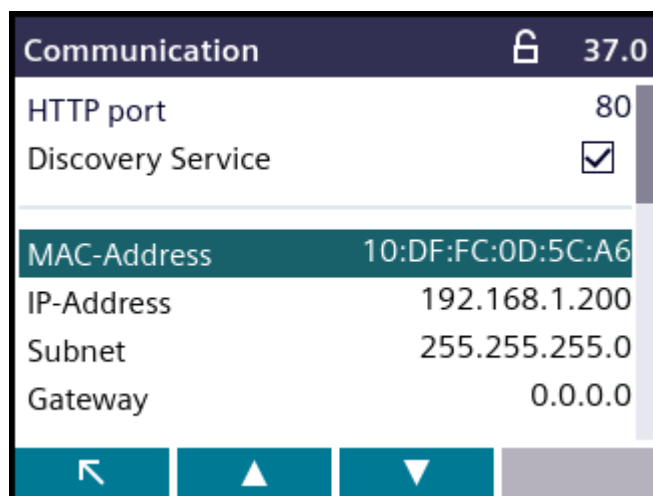 Communication 37.0
HTTP port 80
Discovery Service
MAC-Address 10:DF:FC:0D:5C:A6
IP-Address 192.168.1.200
Subnet 255.255.255.0
Gateway 0.0.0.0